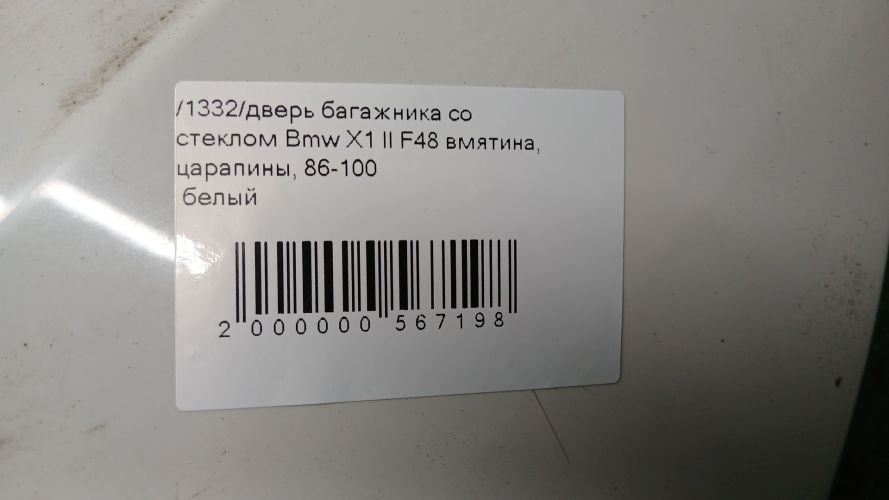 /1332/дверь багажника со
стеклом Bmw X1 II F48 вмятина,
царапины, 86-100
белый
2 000000 567198